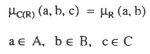 μC(R) (a, b, c) = μR (a, b)
a ∈ A, b ∈ B, c ∈ C